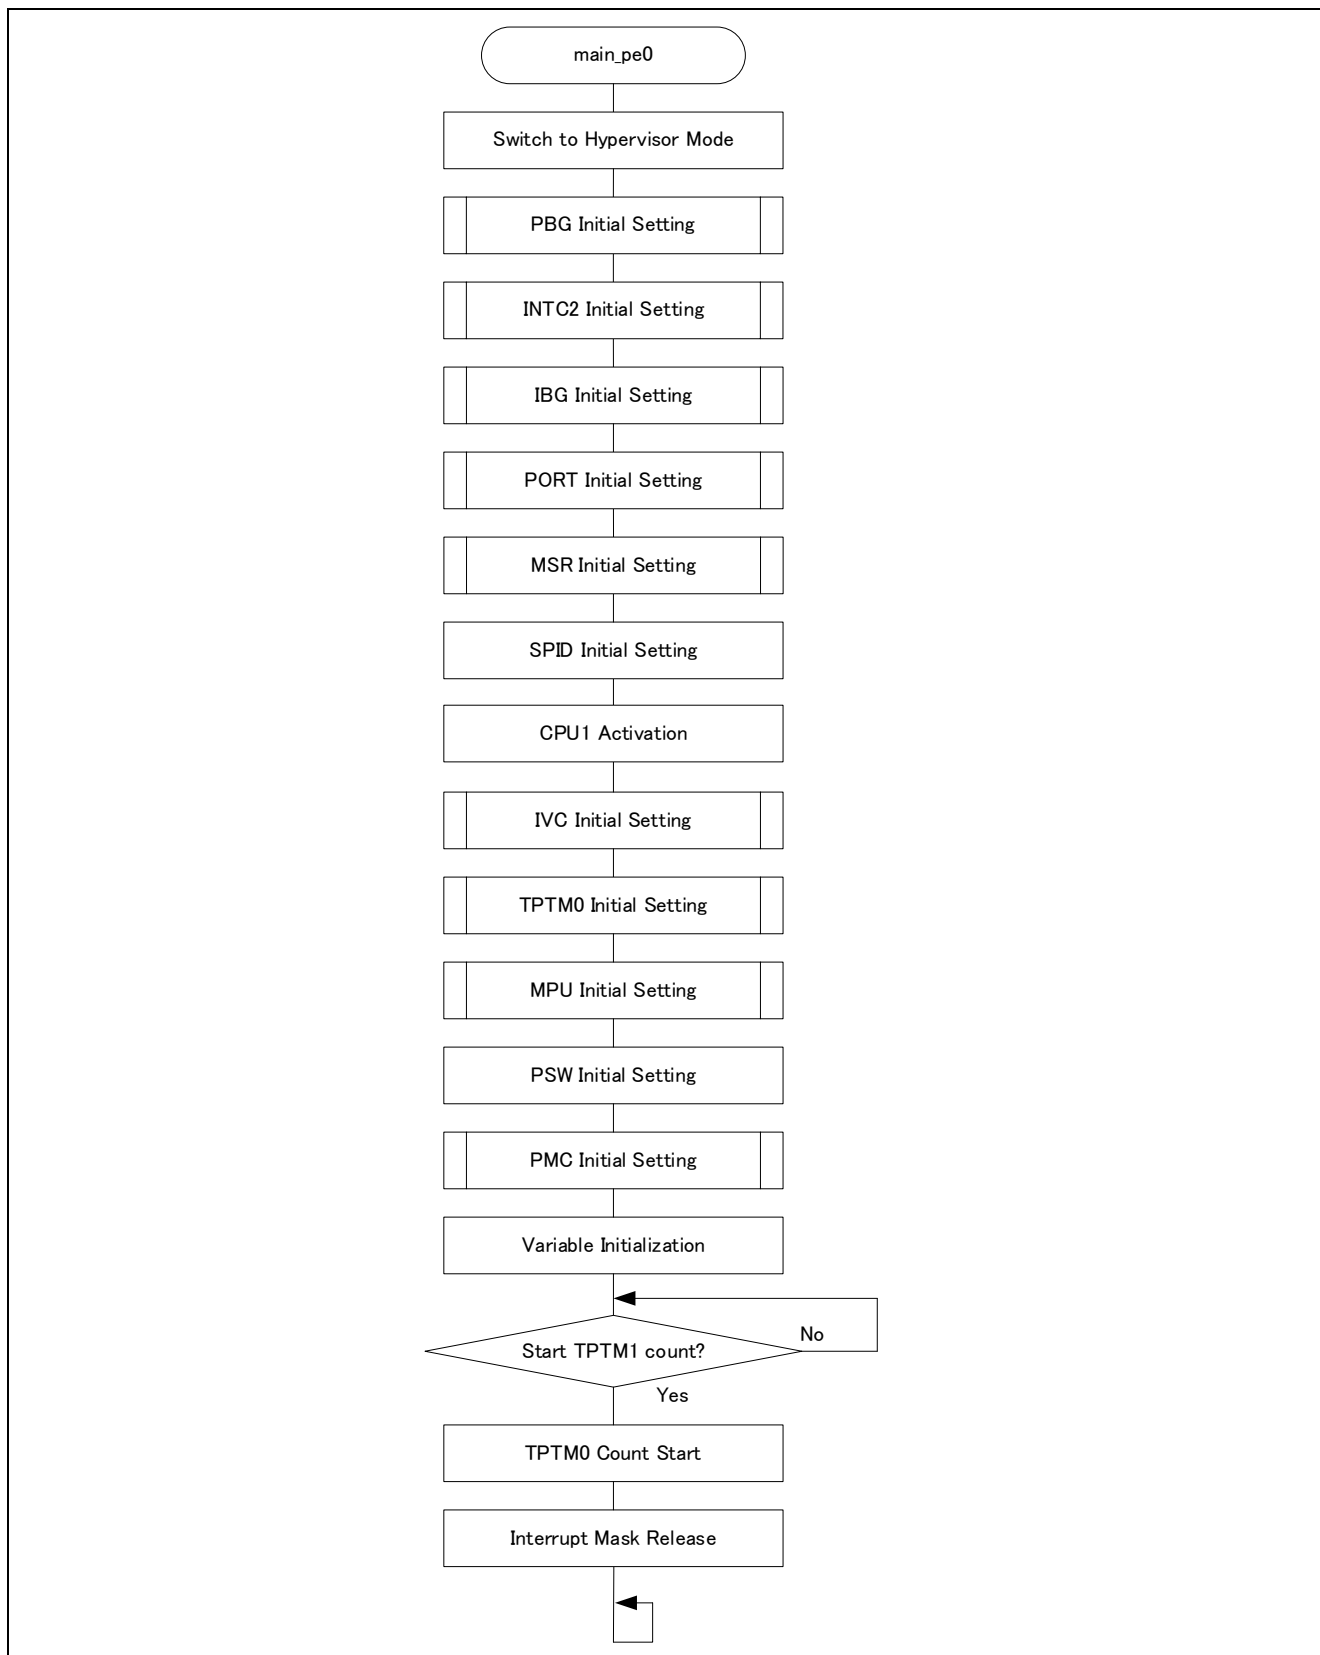 main_pe0
Switch to Hypervisor Mode
PBG Initial Setting
INTC2 Initial Setting
IBG Initial Setting
PORT Initial Setting
MSR Initial Setting
SPID Initial Setting
CPU1 Activation
IVC Initial Setting
TPTM0 Initial Setting
MPU Initial Setting
PSW Initial Setting
PMC Initial Setting
Variable Initialization
No
Start TPTM1 count?
Yes
TPTM0 Count Start
Interrupt Mask Release